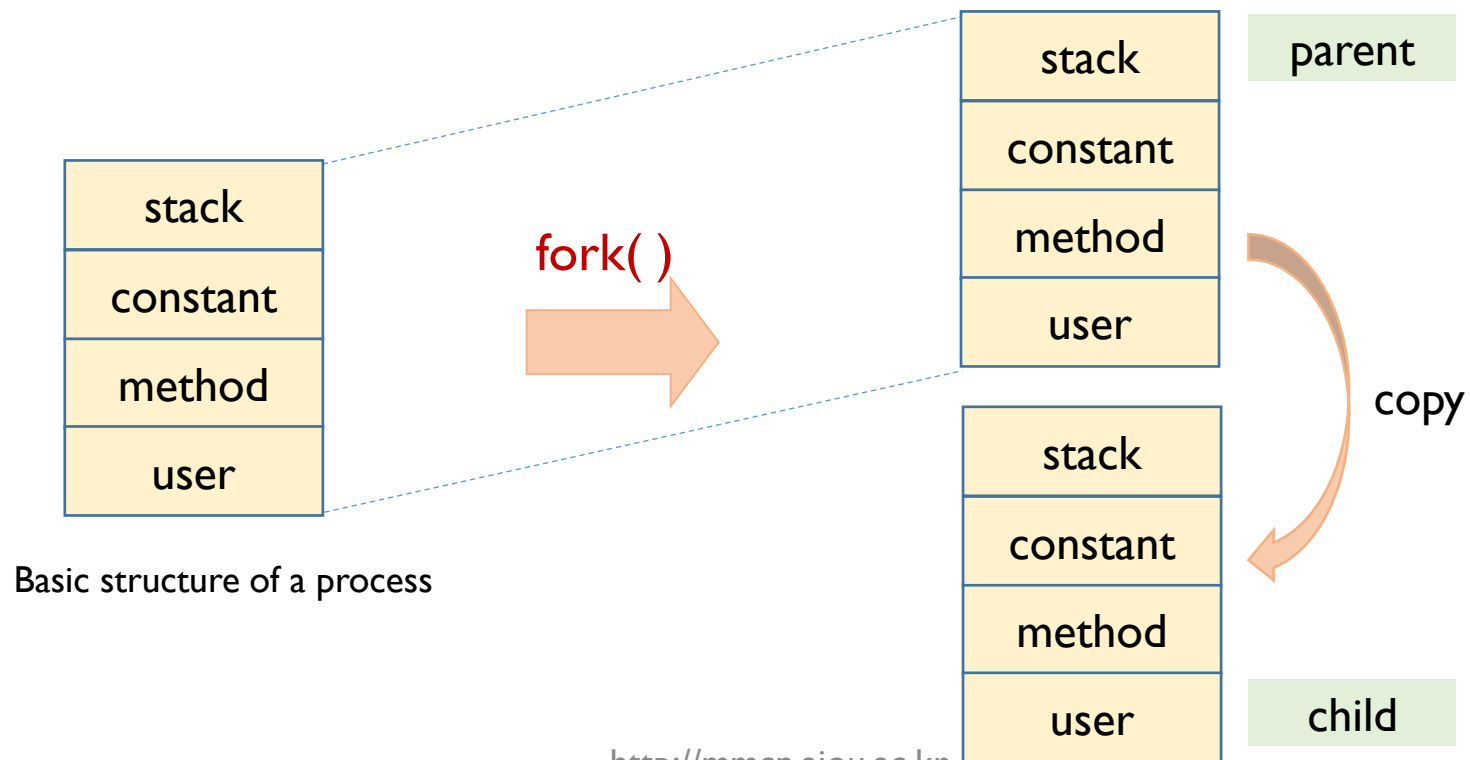 stack
constant
method
user
Basic structure of a process
fork( )
stack
constant
method
user
parent
copy
stack
constant
method
user
child